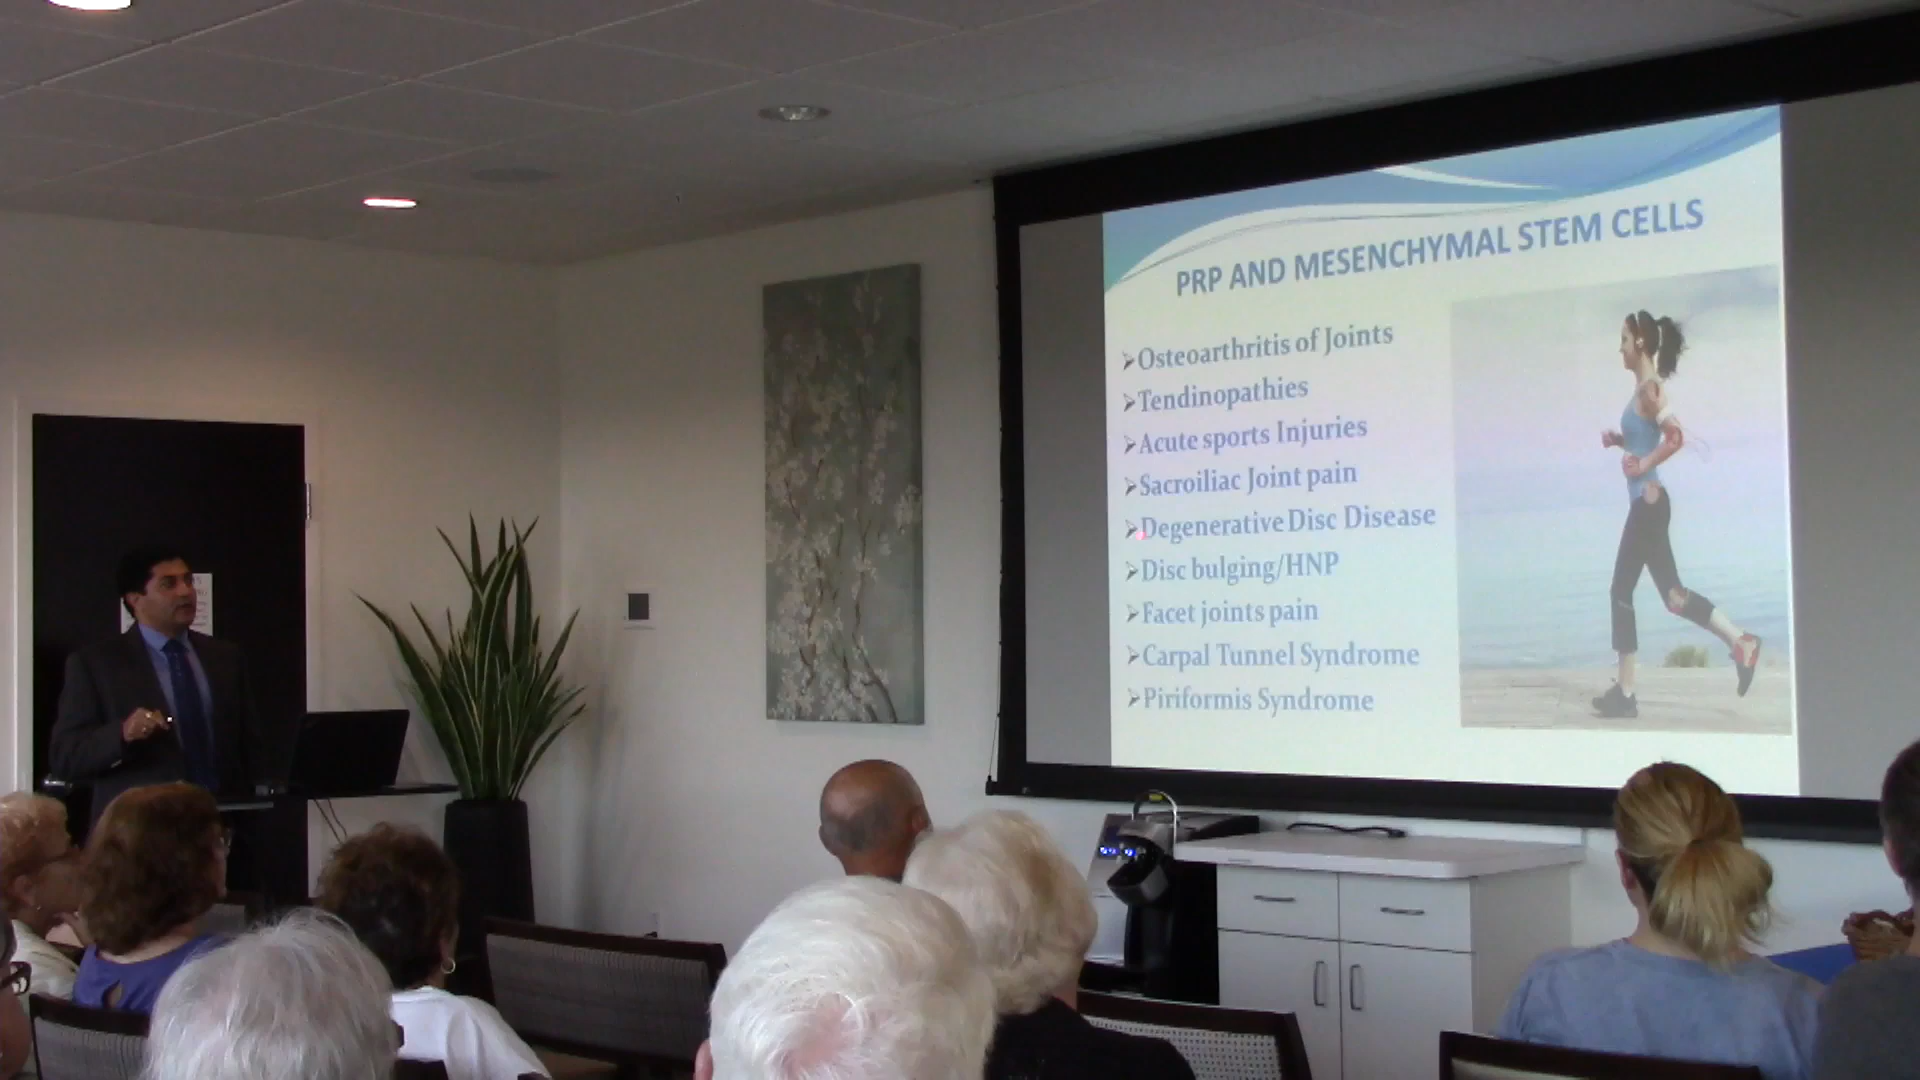 PRP AND MESENCHYMAL STEM CELLS
➢Osteoarthritis of Joints
➢Tendinopathies
➢Acute sports Injuries
➢Sacroiliac Joint pain
➢Degenerative Disc Disease
➢Disc bulging/HNP
➢Facet joints pain
➢Carpal Tunnel Syndrome
➢Piriformis Syndrome